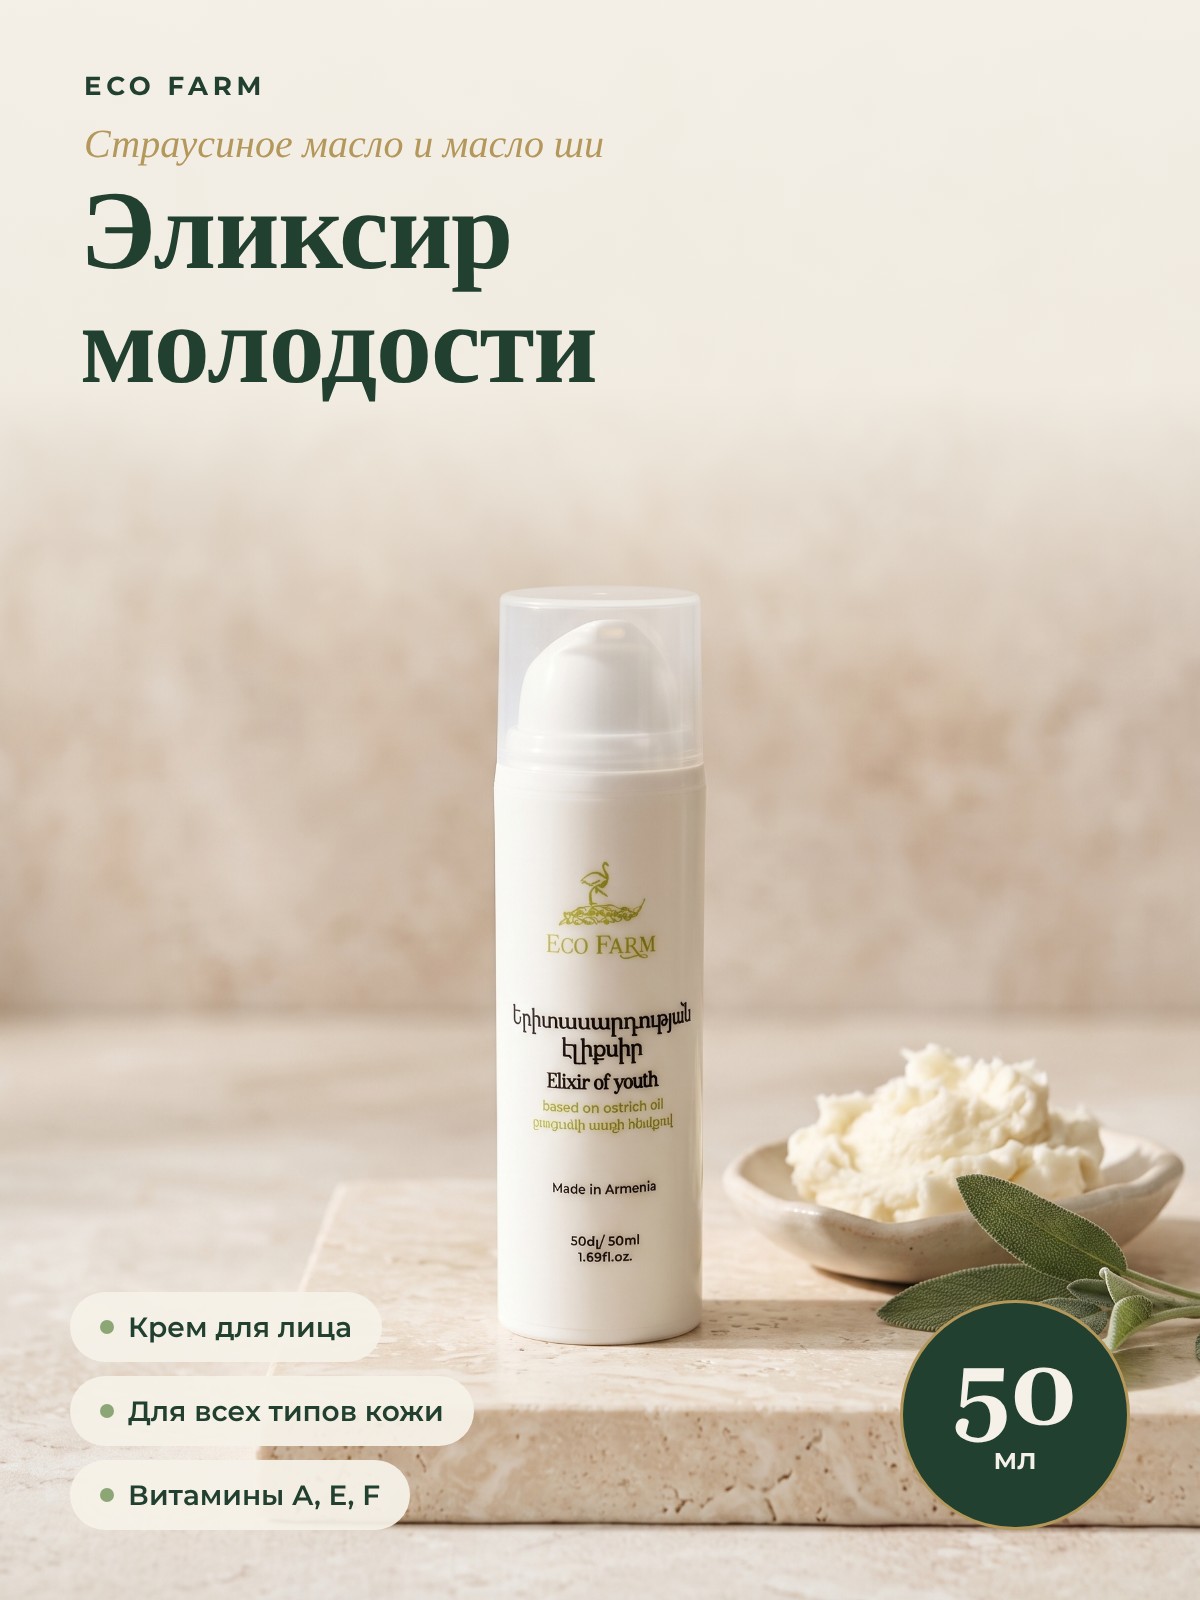 ECO FARM
Страусиное масло и масло ши
Эликсир
молодости
ECO FARM
Երիտասարդության
էլիքսիր
Elixir of youth
based on ostrich oil
Made in Armenia
50մլ/ 50ml
1.69fl.oz.
Крем для лица
Для всех типов кожи
Витамины A, E, F
50
мл